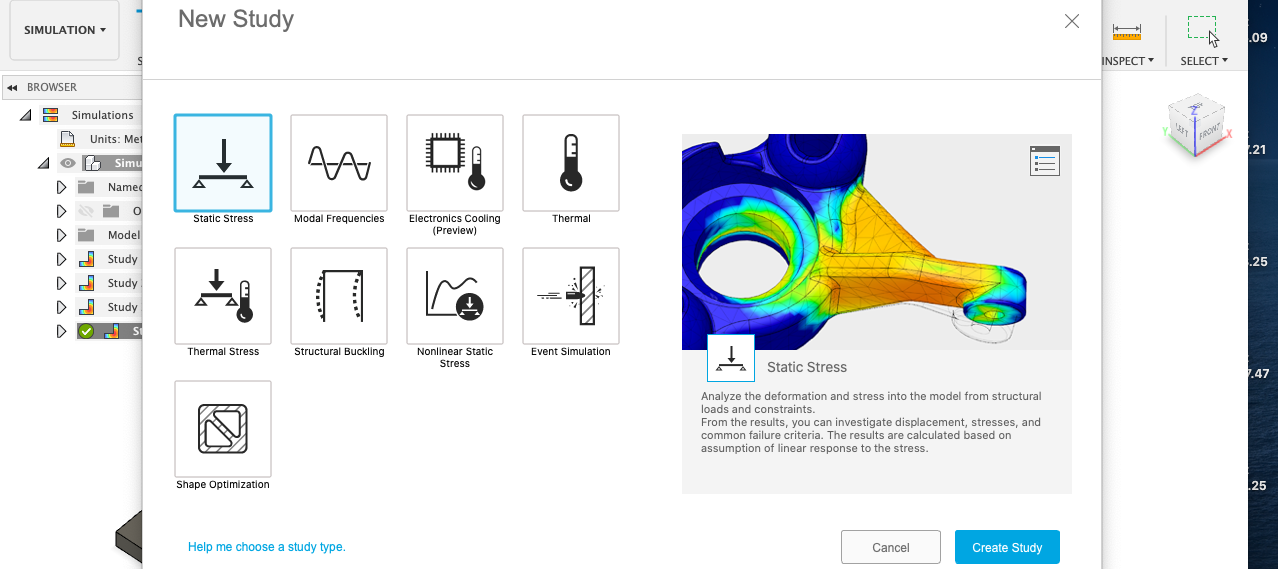 New Study
SIMULATION
INSPECT
SELECT
.09
BROWSER
Simulations
Units: Met
Simu
Named
O
Model
Study
Study
Study
St
Static Stress
Modal Frequencies
Electronics Cooling
(Preview)
Thermal
Thermal Stress
Structural Buckling
Nonlinear Static
Stress
Event Simulation
Shape Optimization
Static Stress
Analyze the deformation and stress into the model from structural
loads and constraints.
From the results, you can investigate displacement, stresses, and
common failure criteria. The results are calculated based on
assumption of linear response to the stress.
Help me choose a study type.
Cancel
Create Study
Z
LEFT
FRONT
Y
X
7.21
.25
7.47
.25